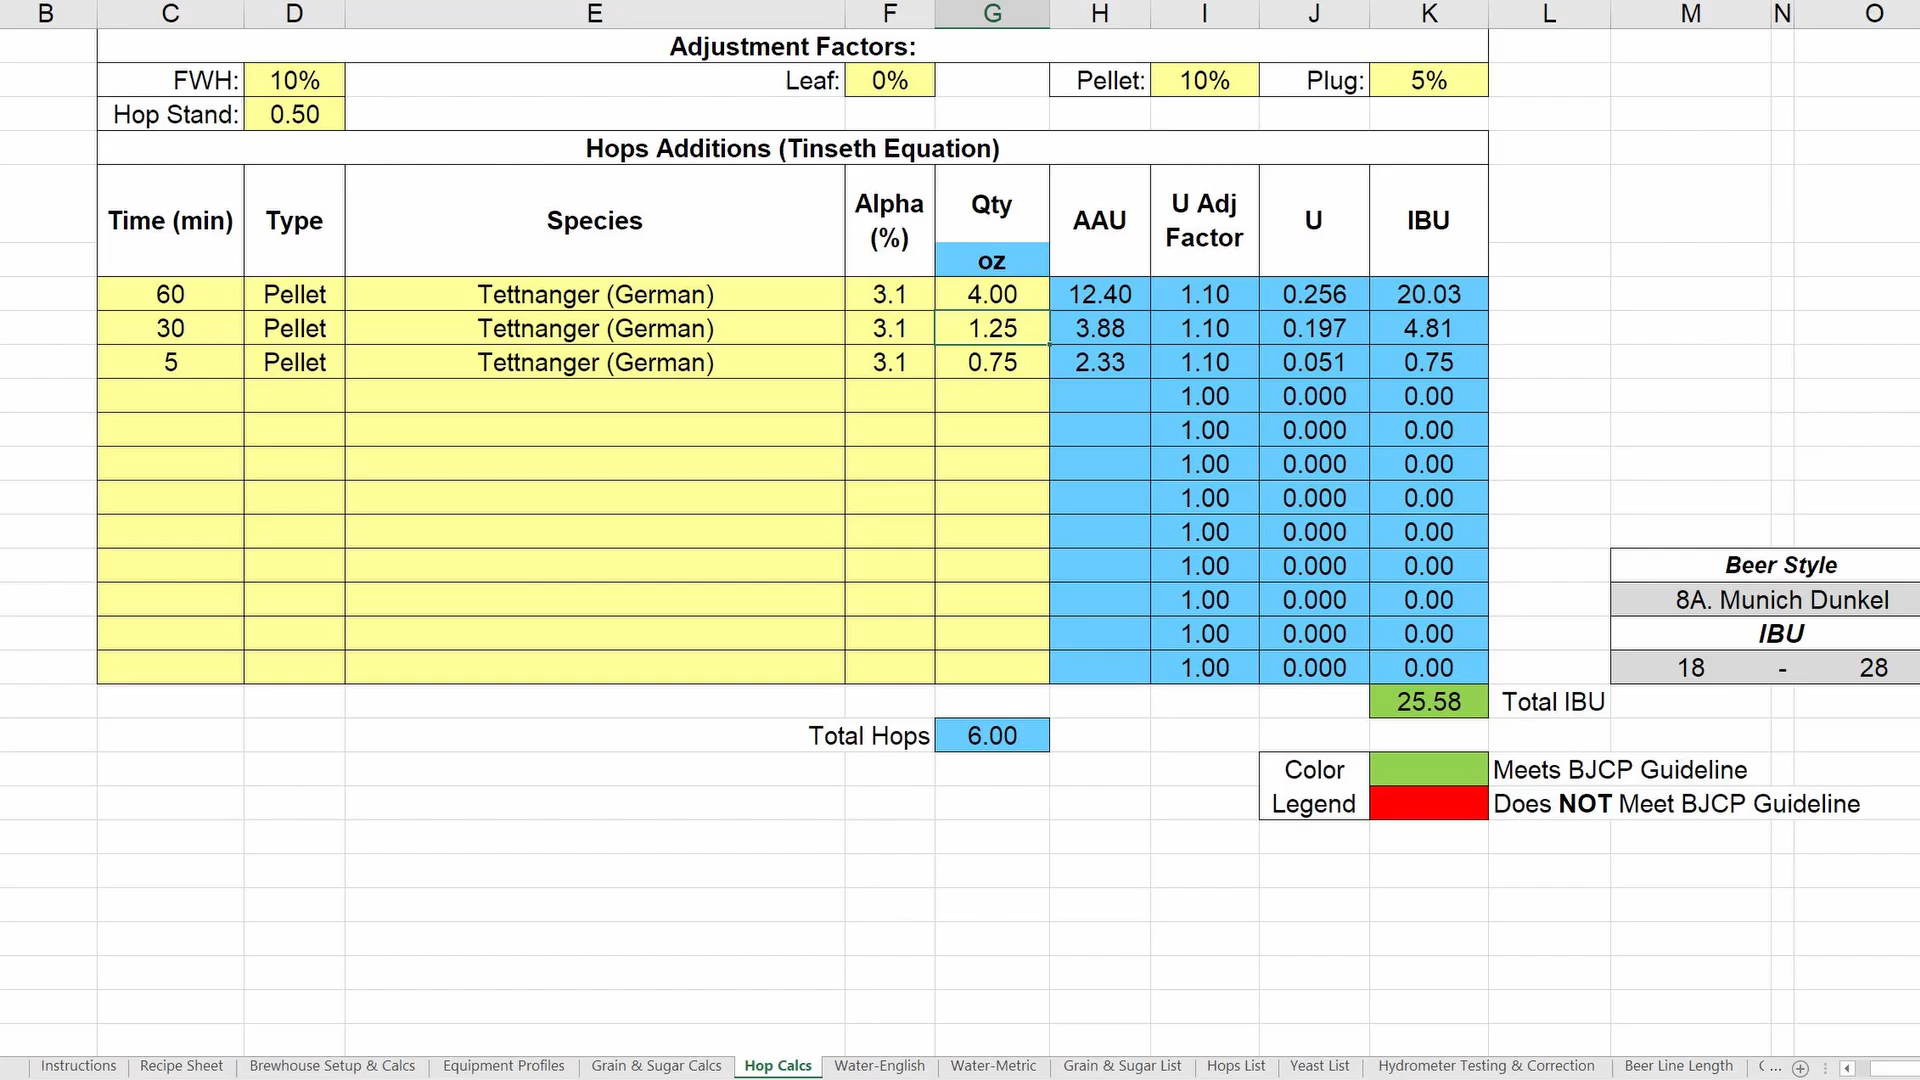 B C D E F G H I J K L M N O
Adjustment Factors:
FWH: 10% Leaf: 0% Pellet: 10% Plug: 5%
Hop Stand: 0.50
Hops Additions (Tinseth Equation)
Time (min) Type Species Alpha (%) Qty AAU U Adj Factor U IBU
oz
60 Pellet Tettnanger (German) 3.1 4.00 12.40 1.10 0.256 20.03
30 Pellet Tettnanger (German) 3.1 1.25 3.88 1.10 0.197 4.81
5 Pellet Tettnanger (German) 3.1 0.75 2.33 1.10 0.051 0.75
1.00 0.000 0.00
1.00 0.000 0.00
1.00 0.000 0.00
1.00 0.000 0.00
1.00 0.000 0.00
1.00 0.000 0.00 Beer Style
1.00 0.000 0.00 8A. Munich Dunkel
1.00 0.000 0.00 IBU
1.00 0.000 0.00 18 - 28
25.58 Total IBU
Total Hops 6.00
Color Meets BJCP Guideline
Legend Does NOT Meet BJCP Guideline
Instructions Recipe Sheet Brewhouse Setup & Calcs Equipment Profiles Grain & Sugar Calcs Hop Calcs Water-English Water-Metric Grain & Sugar List Hops List Yeast List Hydrometer Testing & Correction Beer Line Length ...